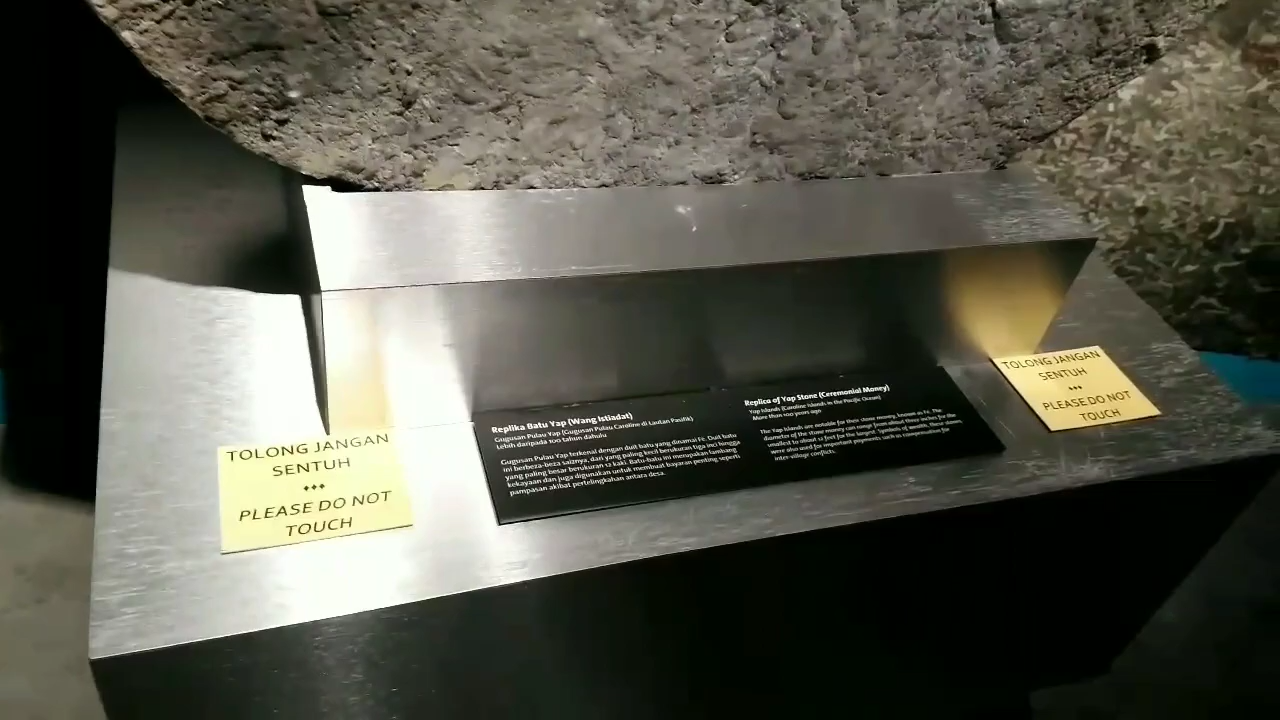 TOLONG JANGAN
SENTUH
PLEASE DO NOT
TOUCH
Replika Batu Yap (Wang Istiadat)
Gugusan Pulau Yap (Gugusan Pulau Caroline di Lautan Pasifik)
Lebih daripada 100 tahun dahulu
Gugusan Pulau Yap terkenal dengan duit batu yang dinamai Fe. Duit batu
ini berbeza-beza saiznya, dari yang paling kecil berukuran tiga inci hingga
yang paling besar berukuran 12 kaki. Batu-batu ini merupakan lambang
kekayaan dan juga digunakan untuk membuat bayaran penting seperti
pampasan akibat pertelingkahan antara desa.
Replica of Yap Stone (Ceremonial Money)
Yap Islands (Caroline Islands in the Pacific Ocean)
More than 100 years ago
The Yap Islands are notable for their stone money, known as Fe. The
diameter of the stone money can range from about three inches for the
smallest to about 12 feet for the largest. Symbols of wealth, these stones
were also used for important payments such as compensation for
inter-village conflicts.
TOLONG JANGAN
SENTUH
PLEASE DO NOT
TOUCH